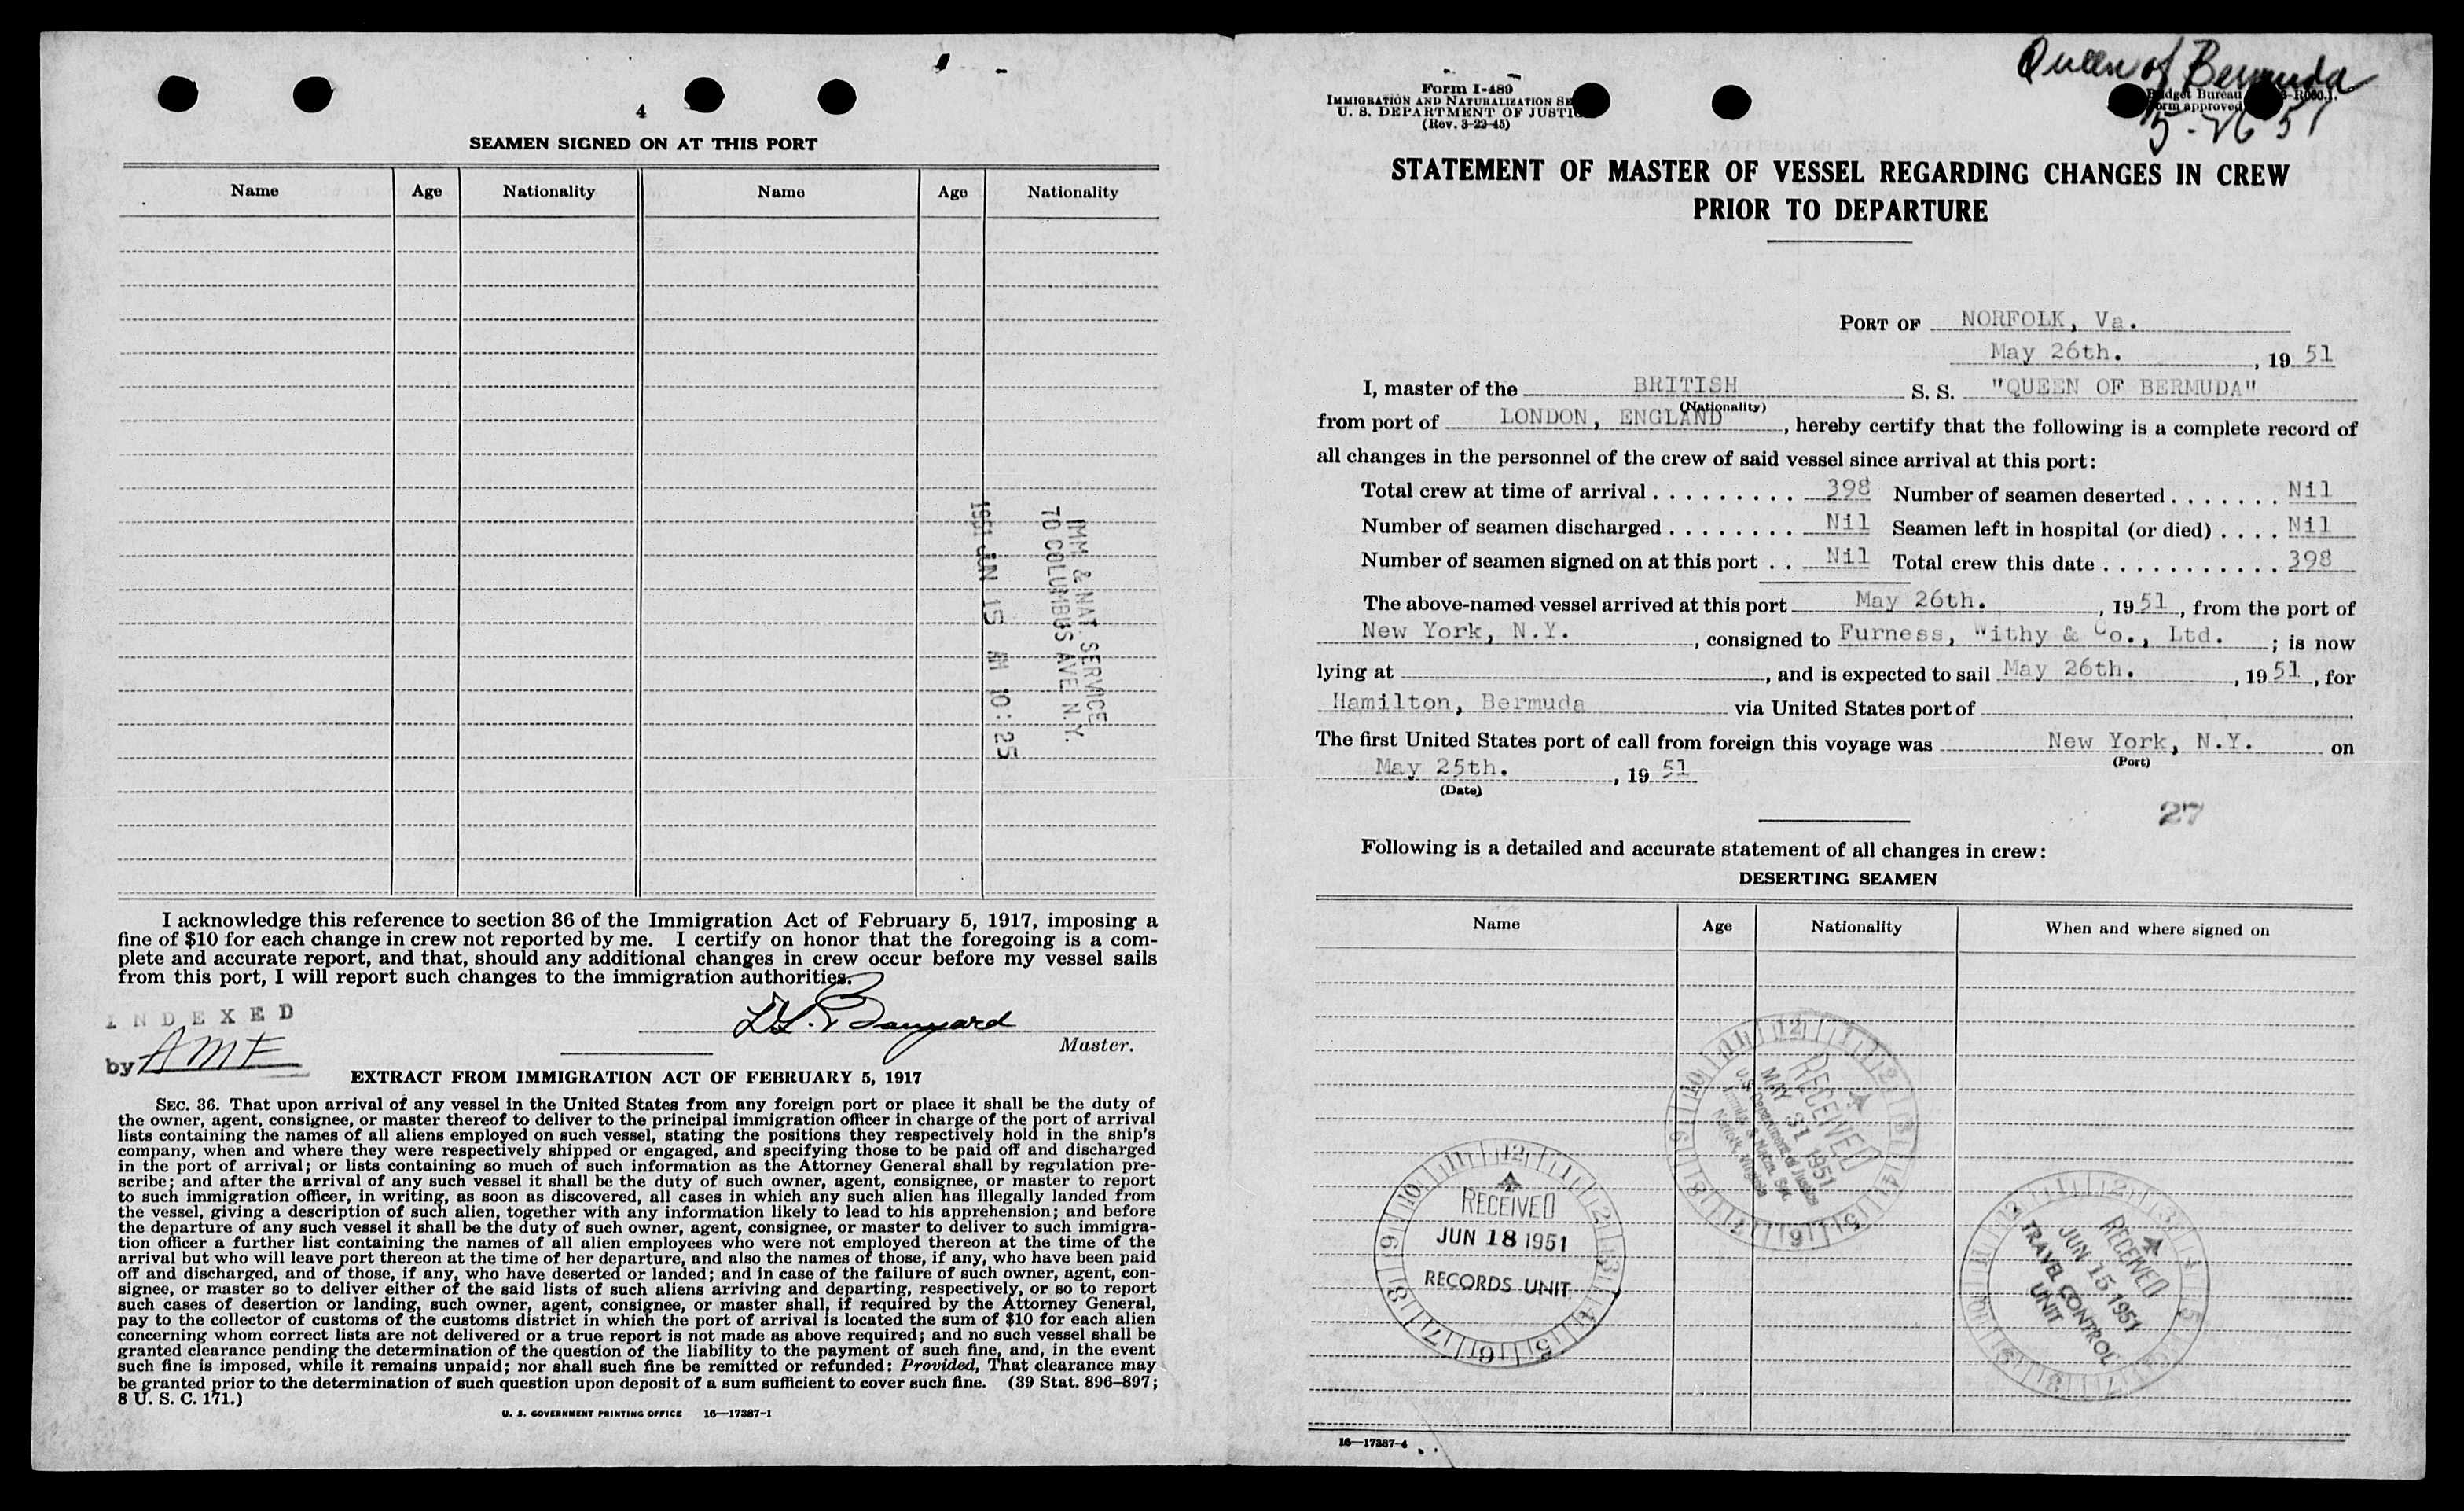 4
SEAMEN SIGNED ON AT THIS PORT
Name Age Nationality Name Age Nationality
IMM & NAT. SERVICE
70 COLUMBUS AVE N.Y.
1951 JUN 15 AM 10:25
I acknowledge this reference to section 36 of the Immigration Act of February 5, 1917, imposing a
fine of $10 for each change in crew not reported by me. I certify on honor that the foregoing is a com-
plete and accurate report, and that, should any additional changes in crew occur before my vessel sails
from this port, I will report such changes to the immigration authorities.
INDEXED
by AME
Master.
EXTRACT FROM IMMIGRATION ACT OF FEBRUARY 5, 1917
SEC. 36. That upon arrival of any vessel in the United States from any foreign port or place it shall be the duty of
the owner, agent, consignee, or master thereof to deliver to the principal immigration officer in charge of the port of arrival
lists containing the names of all aliens employed on such vessel, stating the positions they respectively hold in the ship's
company, when and where they were respectively shipped or engaged, and specifying those to be paid off and discharged
in the port of arrival; or lists containing so much of such information as the Attorney General shall by regulation pre-
scribe; and after the arrival of any such vessel it shall be the duty of such owner, agent, consignee, or master to report
to such immigration officer, in writing, as soon as discovered, all cases in which any such alien has illegally landed from
the vessel, giving a description of such alien, together with any information likely to lead to his apprehension; and before
the departure of any such vessel it shall be the duty of such owner, agent, consignee, or master to deliver to such immigra-
tion officer a further list containing the names of all alien employees who were not employed thereon at the time of the
arrival but who will leave port thereon at the time of her departure, and also the names of those, if any, who have been paid
off and discharged, and of those, if any, who have deserted or landed; and in case of the failure of such owner, agent, con-
signee, or master so to deliver either of the said lists of such aliens arriving and departing, respectively, or so to report
such cases of desertion or landing, such owner, agent, consignee, or master shall, if required by the Attorney General,
pay to the collector of customs of the customs district in which the port of arrival is located the sum of $10 for each alien
concerning whom correct lists are not delivered or a true report is not made as above required; and no such vessel shall be
granted clearance pending the determination of the question of the liability to the payment of such fine, and, in the event
such fine is imposed, while it remains unpaid; nor shall such fine be remitted or refunded: Provided, That clearance may
be granted prior to the determination of such question upon deposit of a sum sufficient to cover such fine. (39 Stat. 896-897;
8 U. S. C. 171.)
U. S. GOVERNMENT PRINTING OFFICE 16—17387-1
Queen of Bermuda
5-26 51
Form I-489
IMMIGRATION AND NATURALIZATION
U. S. DEPARTMENT OF
(Rev. 3-22-45)
Budget Bureau
Form approved
STATEMENT OF MASTER OF VESSEL REGARDING CHANGES IN CREW
PRIOR TO DEPARTURE
PORT OF NORFOLK, Va.
May 26th. , 19 51
I, master of the BRITISH S. S. "QUEEN OF BERMUDA"
(Nationality)
from port of LONDON, ENGLAND , hereby certify that the following is a complete record of
all changes in the personnel of the crew of said vessel since arrival at this port:
Total crew at time of arrival . . . . . . . . . 398 Number of seamen deserted . . . . . . . Nil
Number of seamen discharged . . . . . . . . Nil Seamen left in hospital (or died) . . . . Nil
Number of seamen signed on at this port . . Nil Total crew this date . . . . . . . . . . . 398
The above-named vessel arrived at this port May 26th. , 19 51 , from the port of
New York, N.Y. , consigned to Furness, Withy & Co., Ltd. ; is now
lying at , and is expected to sail May 26th. , 19 51 , for
Hamilton, Bermuda via United States port of
The first United States port of call from foreign this voyage was New York, N.Y. on
(Port)
May 25th. , 19 51
(Date)
27
Following is a detailed and accurate statement of all changes in crew:
DESERTING SEAMEN
Name Age Nationality When and where signed on
RECEIVED
MAY 31 1951
U.S. Department of Justice
Immig. & Natzn. Ser.
Norfolk, Virginia
RECEIVED
JUN 18 1951
RECORDS UNIT
RECEIVED
JUN 15 1951
TRAVEL CONTROL
UNIT
16—17387-4